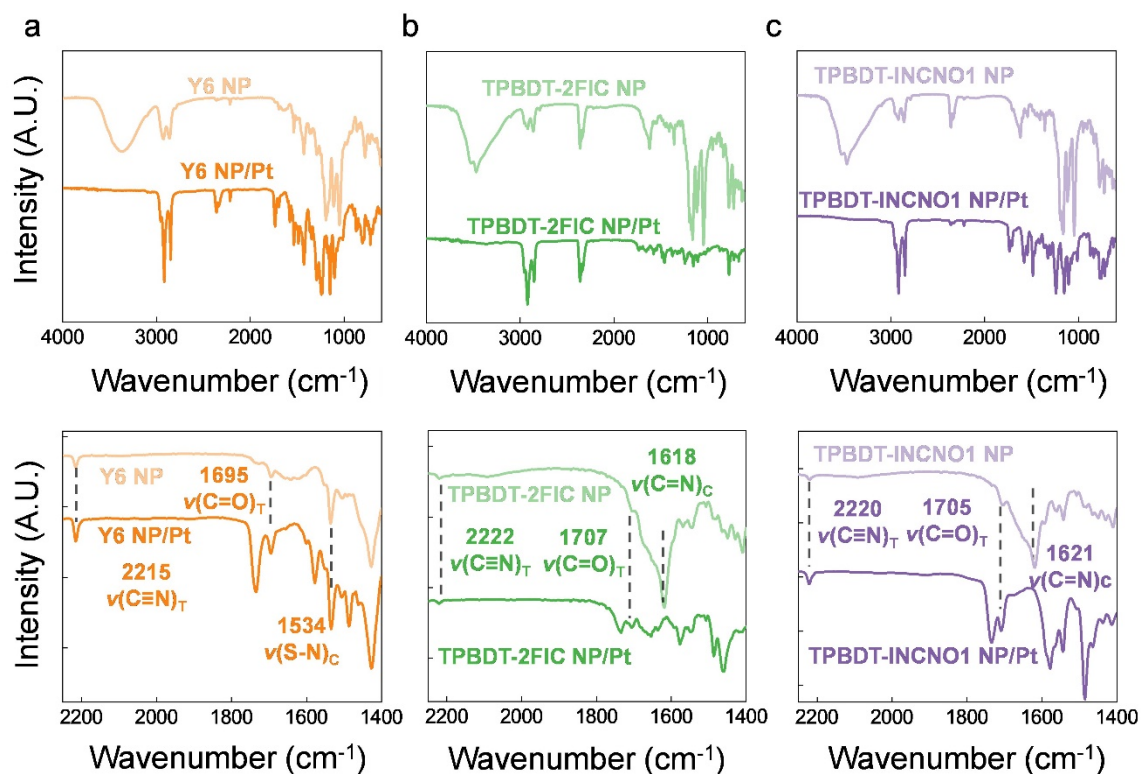 a
b
c
Intensity (A.U.)
Y6 NP
Y6 NP/Pt
4000 3000 2000 1000
Wavenumber (cm⁻¹)
TPBDT-2FIC NP
TPBDT-2FIC NP/Pt
4000 3000 2000 1000
Wavenumber (cm⁻¹)
TPBDT-INCNO1 NP
TPBDT-INCNO1 NP/Pt
4000 3000 2000 1000
Wavenumber (cm⁻¹)
Intensity (A.U.)
Y6 NP
1695
v(C=O)T
Y6 NP/Pt
2215
v(C≡N)T
1534
v(S-N)C
2200 2000 1800 1600 1400
Wavenumber (cm⁻¹)
1618
v(C=N)C
TPBDT-2FIC NP
2222
v(C≡N)T
1707
v(C=O)T
TPBDT-2FIC NP/Pt
2200 2000 1800 1600 1400
Wavenumber (cm⁻¹)
TPBDT-INCNO1 NP
2220
v(C≡N)T
1705
v(C=O)T
1621
v(C=N)c
TPBDT-INCNO1 NP/Pt
2200 2000 1800 1600 1400
Wavenumber (cm⁻¹)